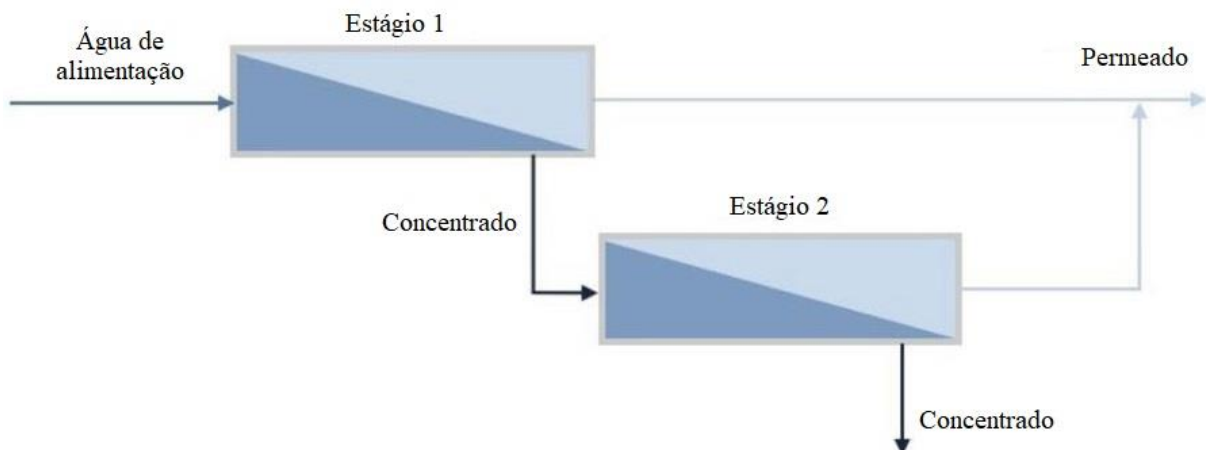 Estágio 1
Água de
alimentação
Permeado
Concentrado
Estágio 2
Concentrado